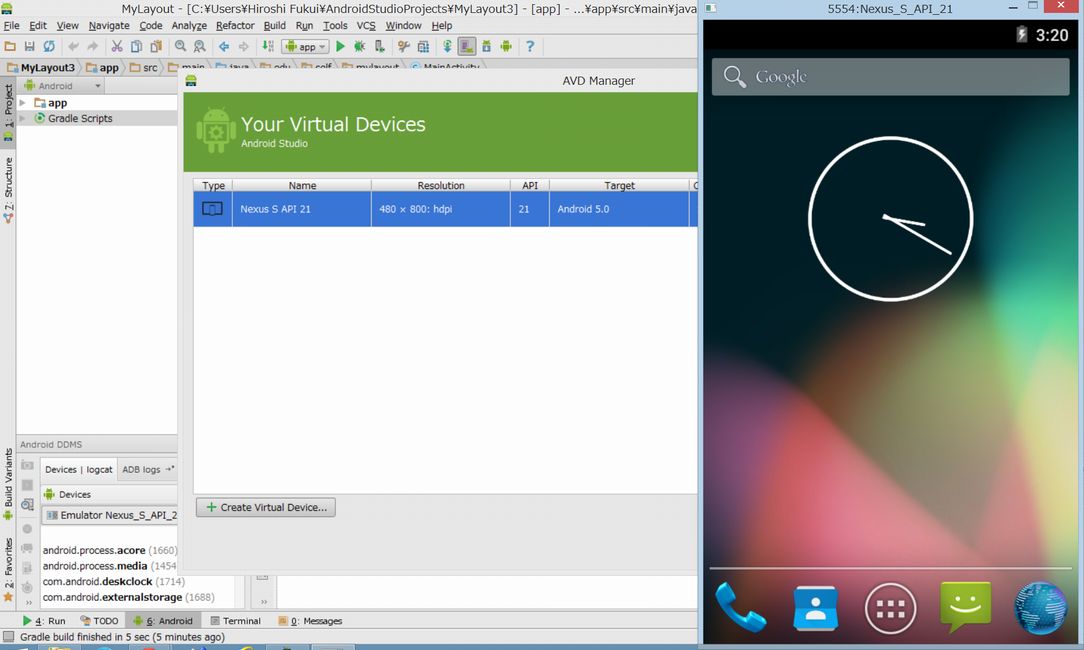 MyLayout - [C:¥Users¥Hiroshi Fukui¥AndroidStudioProjects¥MyLayout3] - [app] - ...¥app¥src¥main¥java
File Edit View Navigate Code Analyze Refactor Build Run Tools VCS Window Help
app
MyLayout3 app src main java edu self mylayout MainActivity
1: Project
7: Structure
Build Variants
2: Favorites
Android
app
Gradle Scripts
AVD Manager
Your Virtual Devices
Android Studio
Type Name Resolution API Target
Nexus S API 21 480 × 800: hdpi 21 Android 5.0
+ Create Virtual Device...
Android DDMS
Devices | logcat ADB logs
Devices
Emulator Nexus_S_API_2
android.process.acore (1660)
android.process.media (1454
com.android.deskclock (1714)
com.android.externalstorage (1688)
4: Run TODO 6: Android Terminal 0: Messages
Gradle build finished in 5 sec (5 minutes ago)
5554:Nexus_S_API_21
3:20
Google